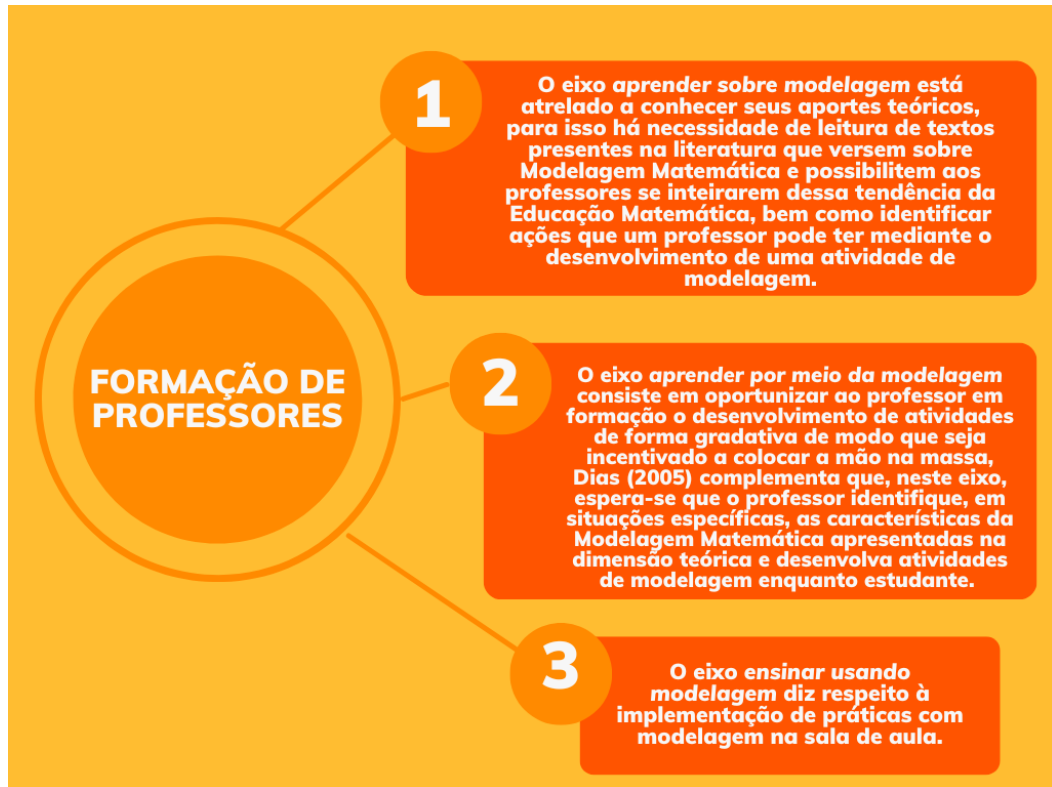 1
O eixo aprender sobre modelagem está
atrelado a conhecer seus aportes teóricos,
para isso há necessidade de leitura de textos
presentes na literatura que versem sobre
Modelagem Matemática e possibilitem aos
professores se inteirarem dessa tendência da
Educação Matemática, bem como identificar
ações que um professor pode ter mediante o
desenvolvimento de uma atividade de
modelagem.
FORMAÇÃO DE
PROFESSORES
2
O eixo aprender por meio da modelagem
consiste em oportunizar ao professor em
formação o desenvolvimento de atividades
de forma gradativa de modo que seja
incentivado a colocar a mão na massa,
Dias (2005) complementa que, neste eixo,
espera-se que o professor identifique, em
situações específicas, as características da
Modelagem Matemática apresentadas na
dimensão teórica e desenvolva atividades
de modelagem enquanto estudante.
3
O eixo ensinar usando
modelagem diz respeito à
implementação de práticas com
modelagem na sala de aula.